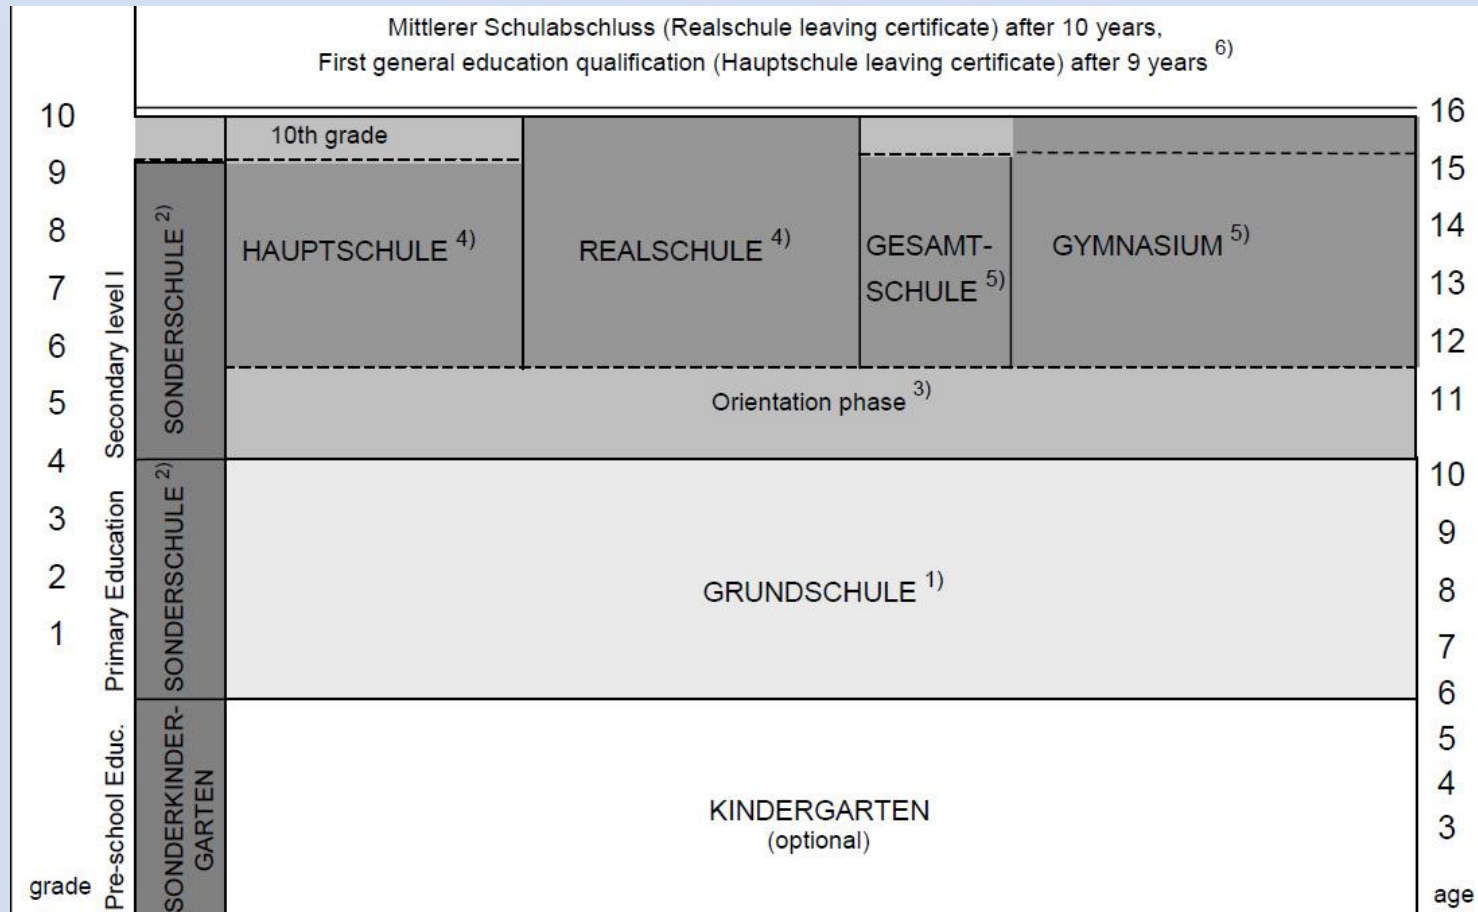 Mittlerer Schulabschluss (Realschule leaving certificate) after 10 years,
First general education qualification (Hauptschule leaving certificate) after 9 years 6)
10
16
10th grade
9
15
8
14
HAUPTSCHULE 4)
REALSCHULE 4)
GESAMT-
SCHULE 5)
GYMNASIUM 5)
7
13
6
12
Secondary level I
SONDERSCHULE 2)
5
Orientation phase 3)
11
4
10
3
9
Primary Education
SONDERSCHULE 2)
2
GRUNDSCHULE 1)
8
1
7
6
Pre-school Educ.
SONDERKINDER-
GARTEN
5
4
KINDERGARTEN
(optional)
3
grade
age